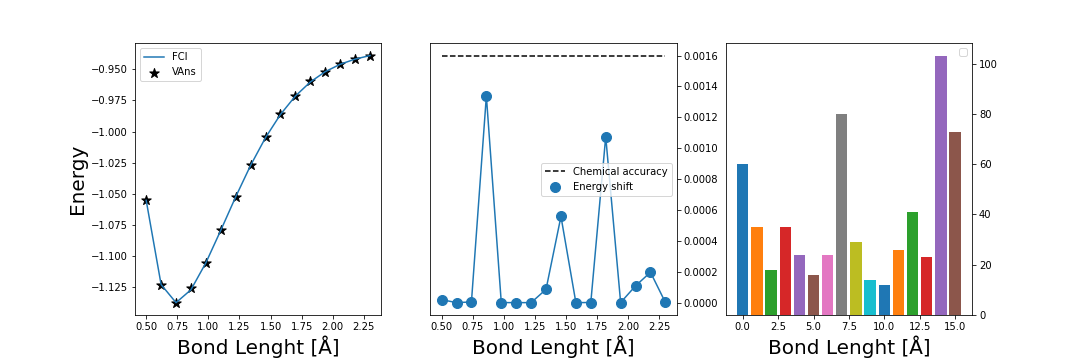 FCI
VAns
−0.950
−0.975
−1.000
−1.025
−1.050
−1.075
−1.100
−1.125
Energy
0.50 0.75 1.00 1.25 1.50 1.75 2.00 2.25
Bond Lenght [Å]
Chemical accuracy
Energy shift
0.0016
0.0014
0.0012
0.0010
0.0008
0.0006
0.0004
0.0002
0.0000
0.50 0.75 1.00 1.25 1.50 1.75 2.00 2.25
Bond Lenght [Å]
100
80
60
40
20
0
0.0 2.5 5.0 7.5 10.0 12.5 15.0
Bond Lenght [Å]